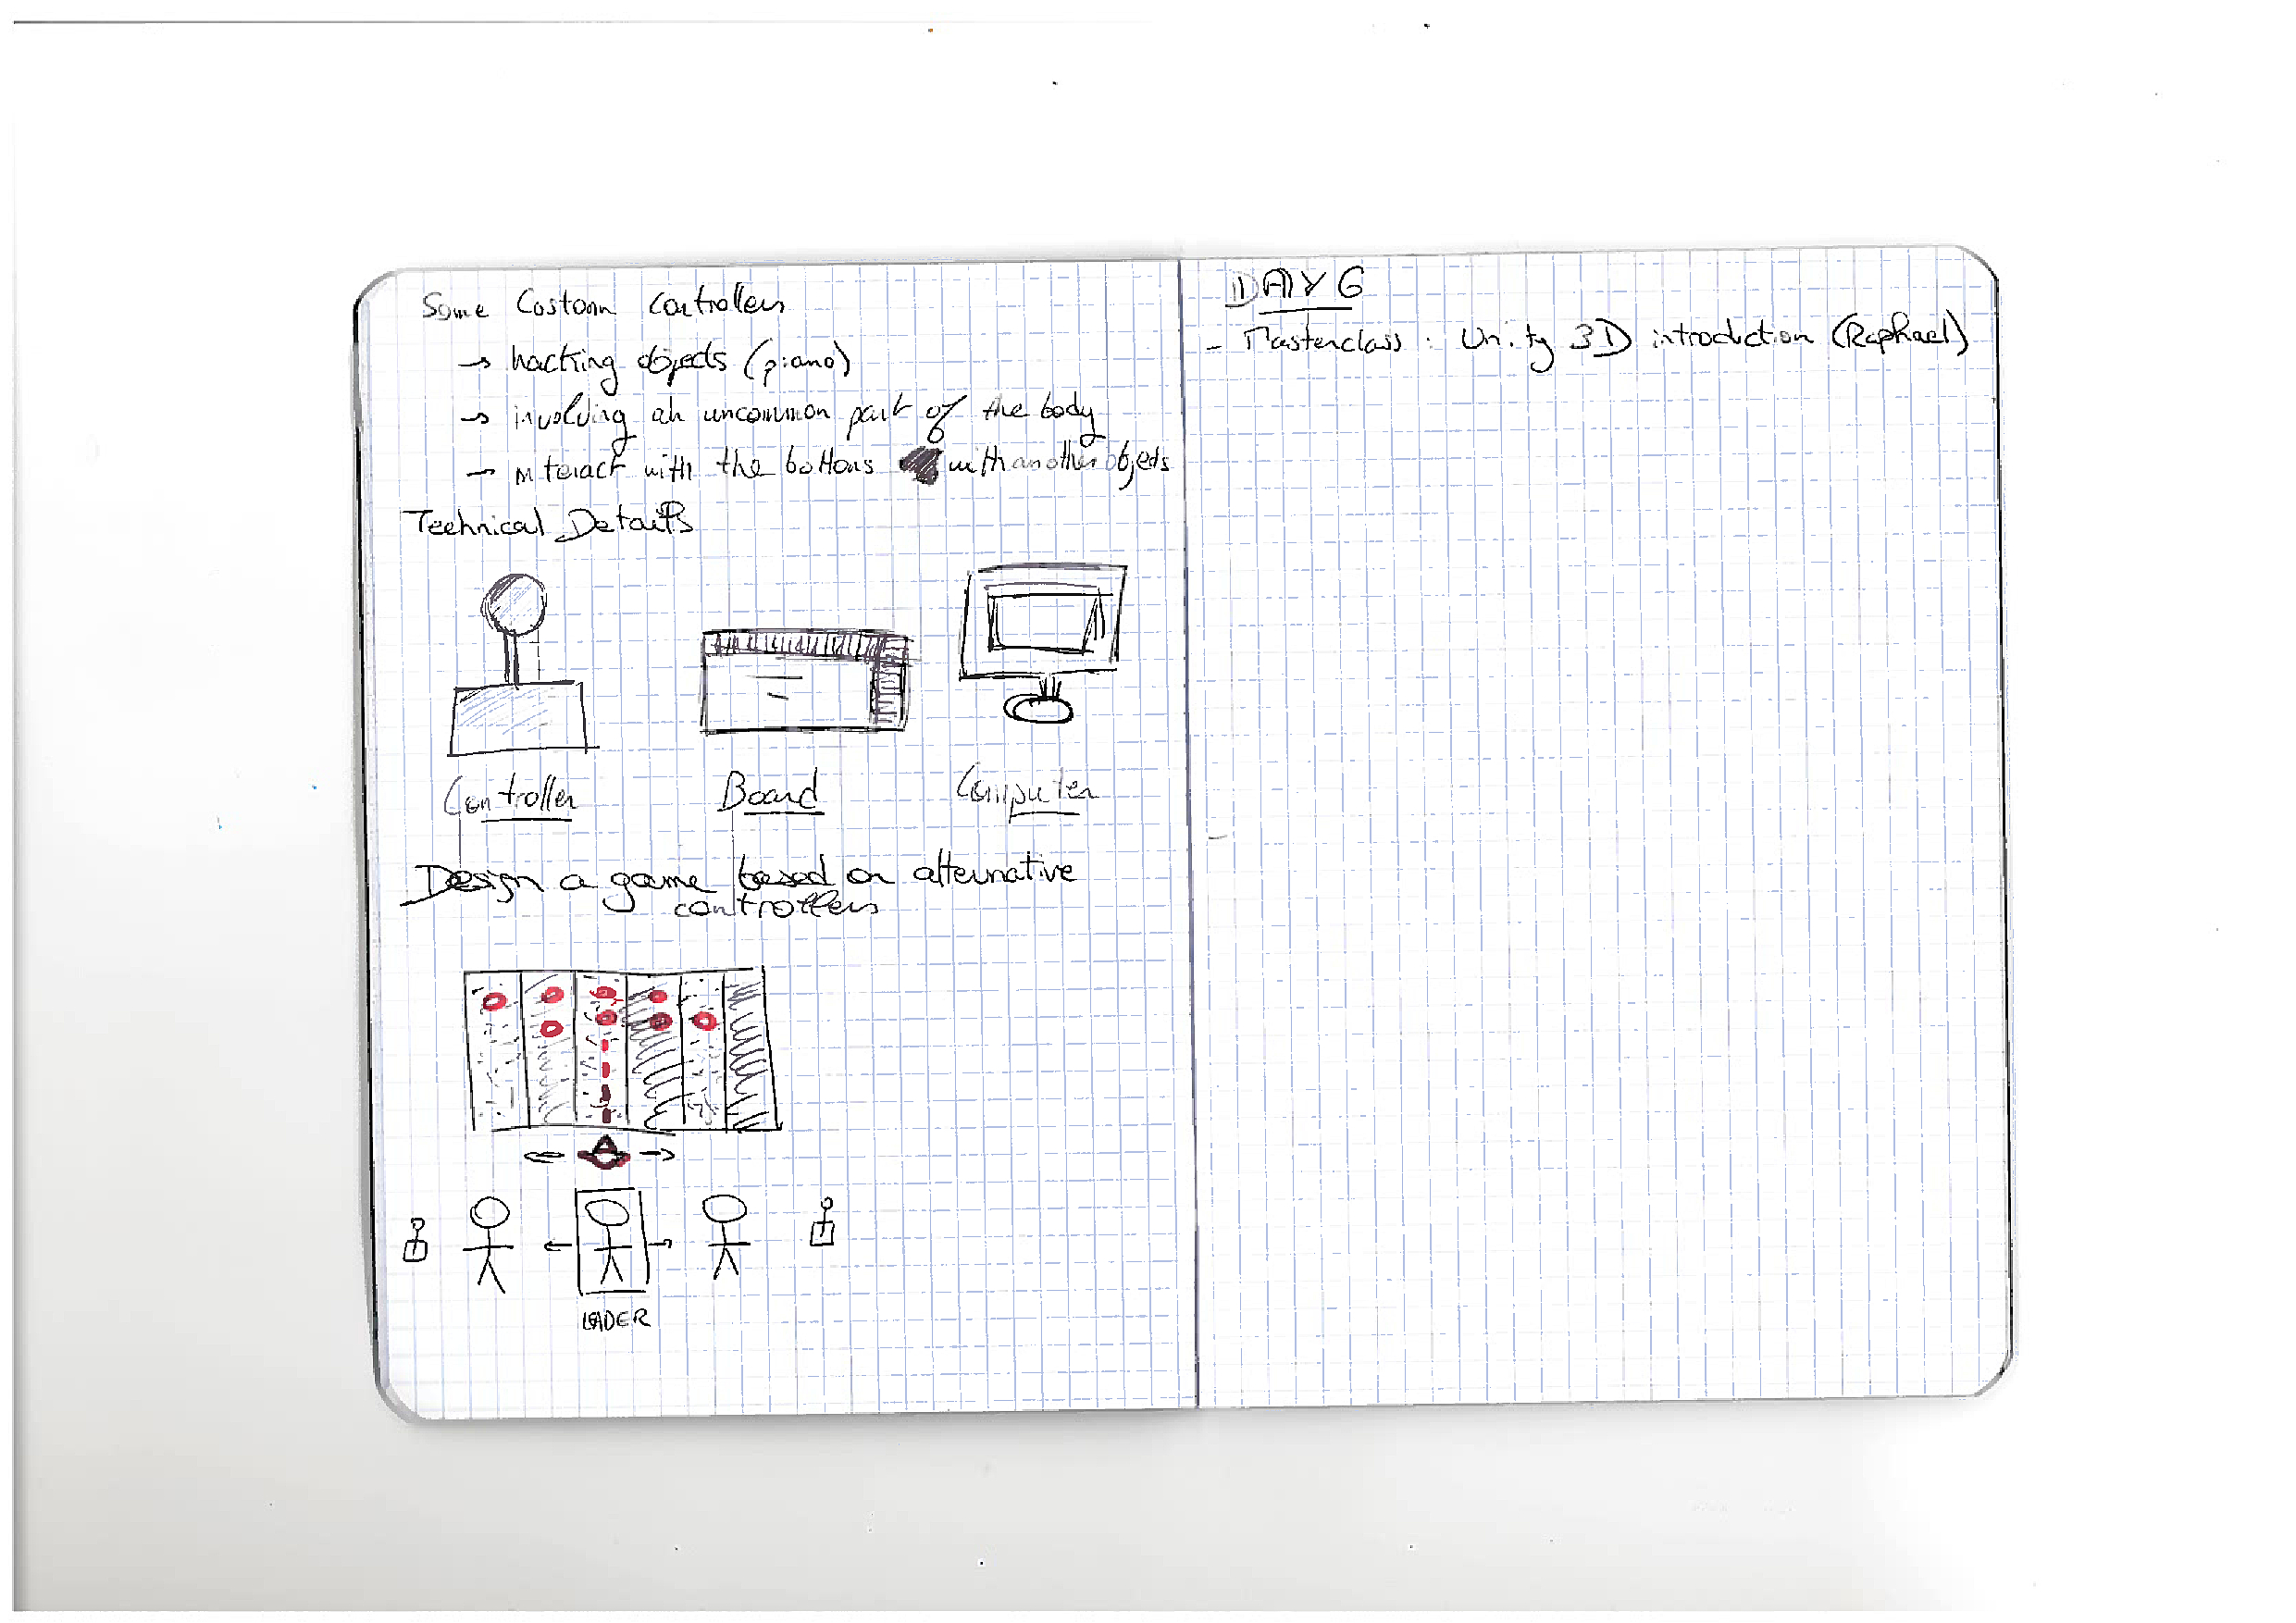 Some Costoom controllers
→ hacking objects (piano)
→ involving an uncommon part of the body
→ interact with the bottons with another objects
Technical Details
Controller Board Computer
Design a game based on alternative
controllers
LEADER
DAY 6
- Masterclass : Unity 3D introduction (Raphael)